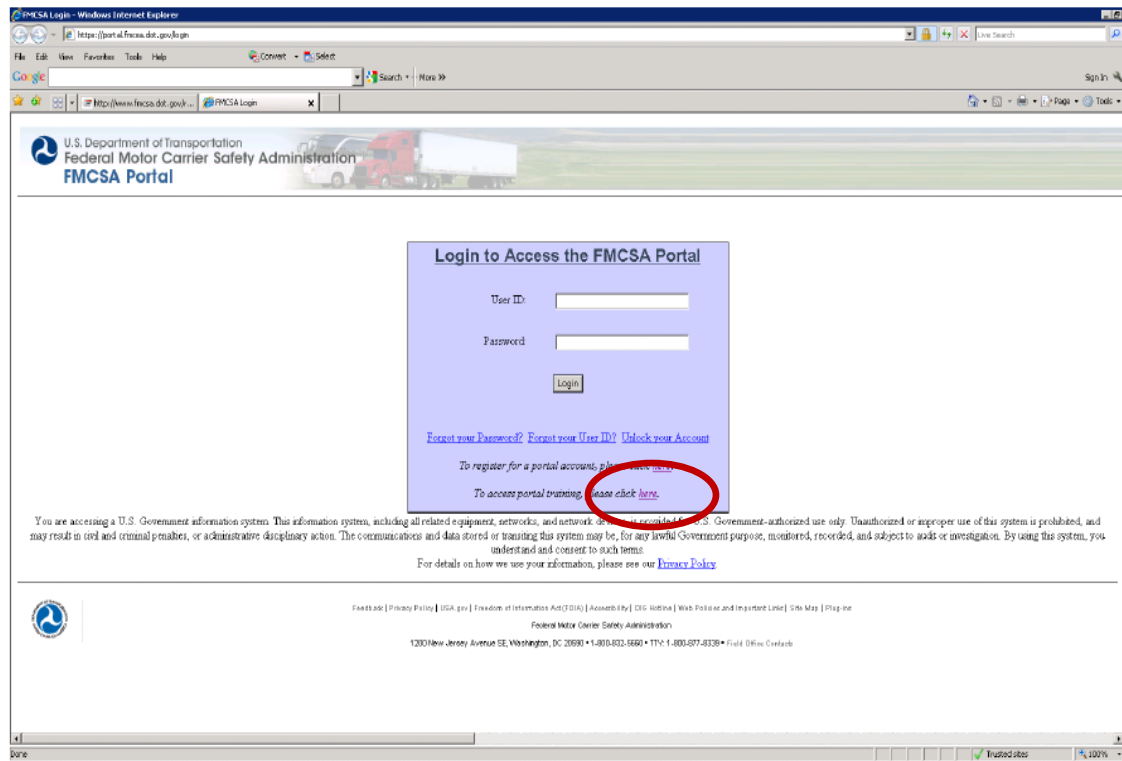 FMCSA Login - Windows Internet Explorer
https://portal.fmcsa.dot.gov/login
Live Search
File Edit View Favorites Tools Help
Convert Select
Google
Search More »
Sign In
http://www.fmcsa.dot.gov/r...
FMCSA Login
Page Tools
U.S. Department of Transportation
Federal Motor Carrier Safety Administration
FMCSA Portal
Login to Access the FMCSA Portal
User ID:
Password
Login
Forgot your Password? Forgot your User ID? Unlock your Account
To register for a portal account, please click here.
To access portal training, please click here.
You are accessing a U.S. Government information system. This information system, including all related equipment, networks, and network devices, is provided for U.S. Government-authorized use only. Unauthorized or improper use of this system is prohibited, and
may result in civil and criminal penalties, or administrative disciplinary action. The communications and data stored or transiting this system may be, for any lawful Government purpose, monitored, recorded, and subject to audit or investigation. By using this system, you
understand and consent to such terms.
For details on how we use your information, please see our Privacy Policy.
Feedback | Privacy Policy | USA.gov | Freedom of Information Act (FOIA) | Accessibility | OIG Hotline | Web Policies and Important Links | Site Map | Plug-ins
Federal Motor Carrier Safety Administration
1200 New Jersey Avenue SE, Washington, DC 20590 • 1-800-832-5660 • TTY: 1-800-877-8339 • Field Office Contacts
Done
Trusted sites
100%